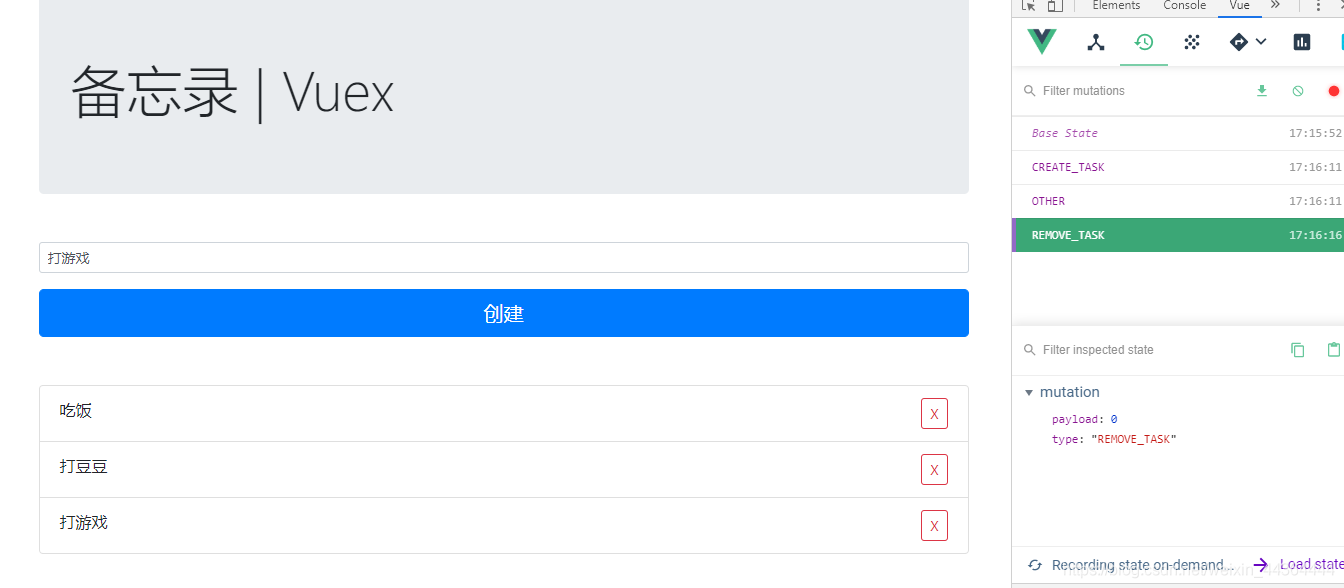 备忘录 | Vuex
打游戏
创建
吃饭 X
打豆豆 X
打游戏 X
Elements Console Vue »
Filter mutations
Base State 17:15:52
CREATE_TASK 17:16:11
OTHER 17:16:11
REMOVE_TASK 17:16:16
Filter inspected state
mutation
payload: 0
type: "REMOVE_TASK"
Recording state on-demand... Load state